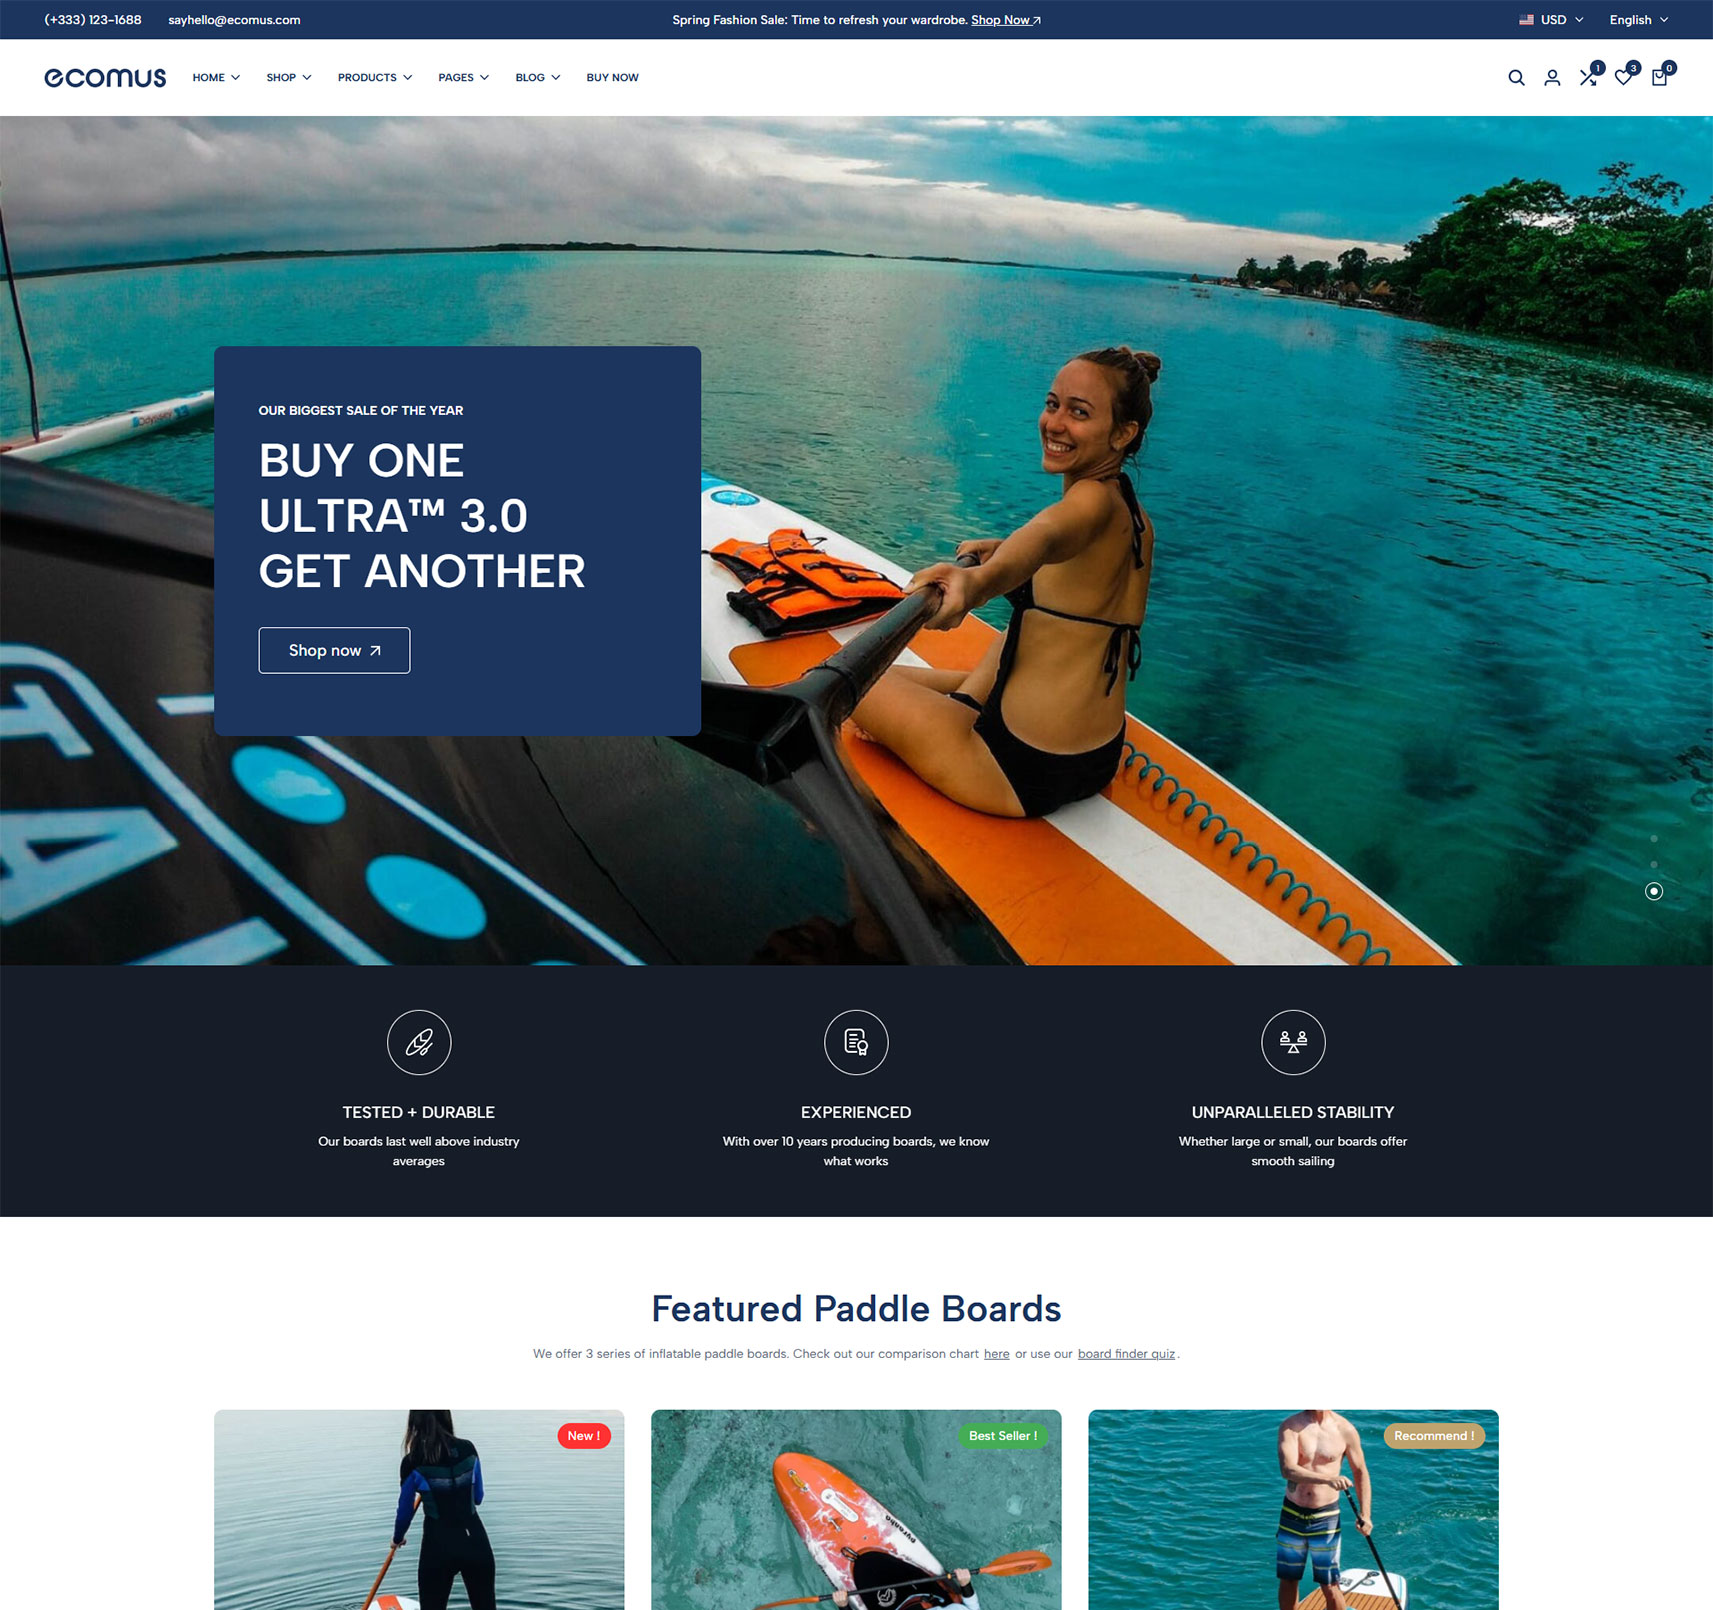 (+333) 123-1688 sayhello@ecomus.com Spring Fashion Sale: Time to refresh your wardrobe. Shop Now USD English
ecomus HOME SHOP PRODUCTS PAGES BLOG BUY NOW 1 3 0
OUR BIGGEST SALE OF THE YEAR
BUY ONE
ULTRA™ 3.0
GET ANOTHER
Shop now
TESTED + DURABLE
Our boards last well above industry
averages
EXPERIENCED
With over 10 years producing boards, we know
what works
UNPARALLELED STABILITY
Whether large or small, our boards offer
smooth sailing
Featured Paddle Boards
We offer 3 series of inflatable paddle boards. Check out our comparison chart here or use our board finder quiz.
New !
Best Seller !
Recommend !
Pyranha